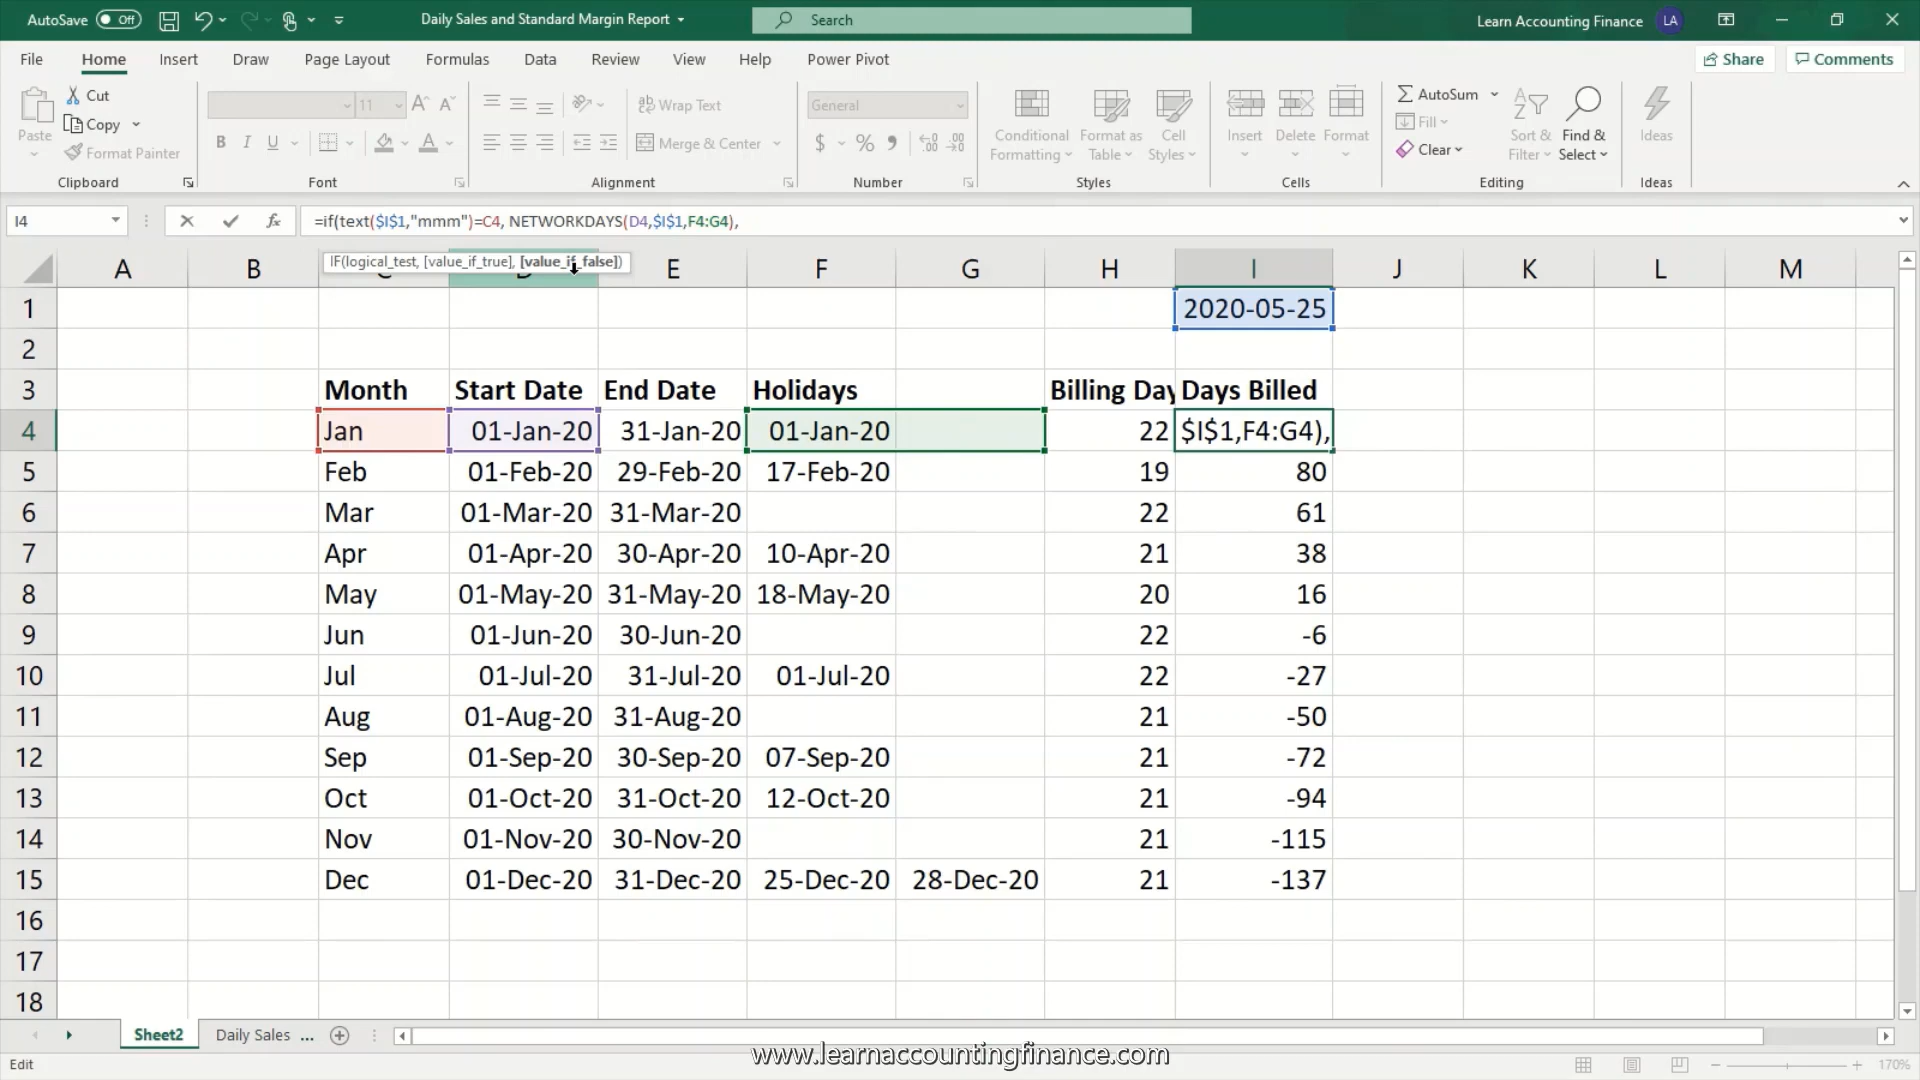 AutoSave Off Daily Sales and Standard Margin Report Search Learn Accounting Finance LA
File Home Insert Draw Page Layout Formulas Data Review View Help Power Pivot Share Comments
Paste Cut Copy Format Painter Clipboard
11 A A B I U A Font
ab Wrap Text Merge & Center Alignment
General $ % Number
Conditional Formatting Format as Table Cell Styles Styles
Insert Delete Format Cells
AutoSum Fill Clear Sort & Filter Find & Select Editing
Ideas Ideas
I4 fx =if(text($I$1,"mmm")=C4, NETWORKDAYS(D4,$I$1,F4:G4),
IF(logical_test, [value_if_true], [value_if_false])
A B E F G H I J K L M
1 2020-05-25
2
3 Month Start Date End Date Holidays Billing Day Days Billed
4 Jan 01-Jan-20 31-Jan-20 01-Jan-20 22 $I$1,F4:G4),
5 Feb 01-Feb-20 29-Feb-20 17-Feb-20 19 80
6 Mar 01-Mar-20 31-Mar-20 22 61
7 Apr 01-Apr-20 30-Apr-20 10-Apr-20 21 38
8 May 01-May-20 31-May-20 18-May-20 20 16
9 Jun 01-Jun-20 30-Jun-20 22 -6
10 Jul 01-Jul-20 31-Jul-20 01-Jul-20 22 -27
11 Aug 01-Aug-20 31-Aug-20 21 -50
12 Sep 01-Sep-20 30-Sep-20 07-Sep-20 21 -72
13 Oct 01-Oct-20 31-Oct-20 12-Oct-20 21 -94
14 Nov 01-Nov-20 30-Nov-20 21 -115
15 Dec 01-Dec-20 31-Dec-20 25-Dec-20 28-Dec-20 21 -137
16
17
18
Sheet2 Daily Sales ...
Edit www.learnaccountingfinance.com 170%